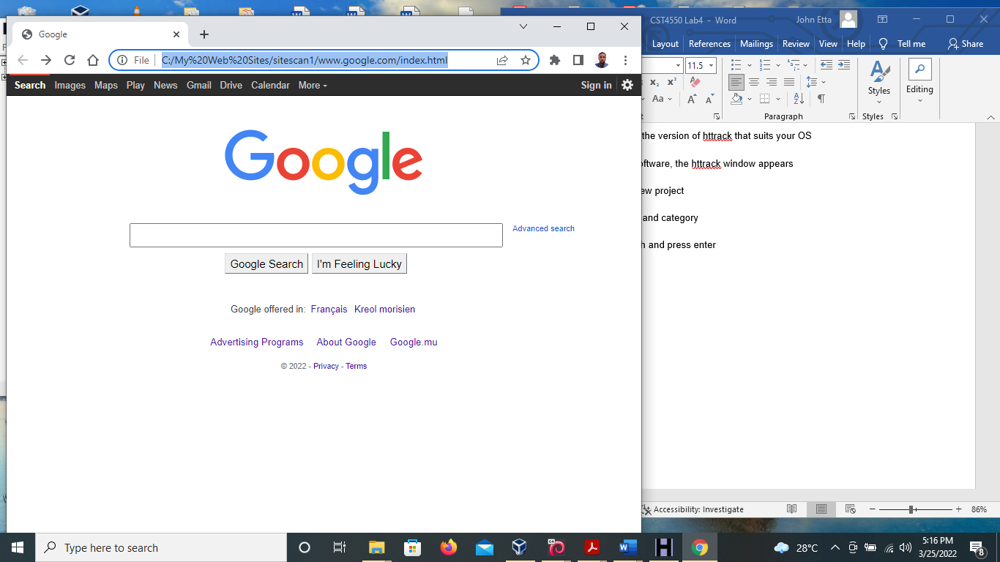 CST4550 Lab4 - Word
John Etta
Google
File
C:/My%20Web%20Sites/sitescan1/www.google.com/index.html
Layout References Mailings Review View Help Tell me Share
11.5
Aa
Styles
Editing
Paragraph
Styles
Search Images Maps Play News Gmail Drive Calendar More
Sign in
Google
Advanced search
Google Search
I'm Feeling Lucky
Google offered in: Français Kreol morisien
Advertising Programs About Google Google.mu
© 2022 - Privacy - Terms
the version of httrack that suits your OS
the httrack window appears
project
and category
and press enter
Accessibility: Investigate
86%
Type here to search
28°C
5:16 PM
3/25/2022
8